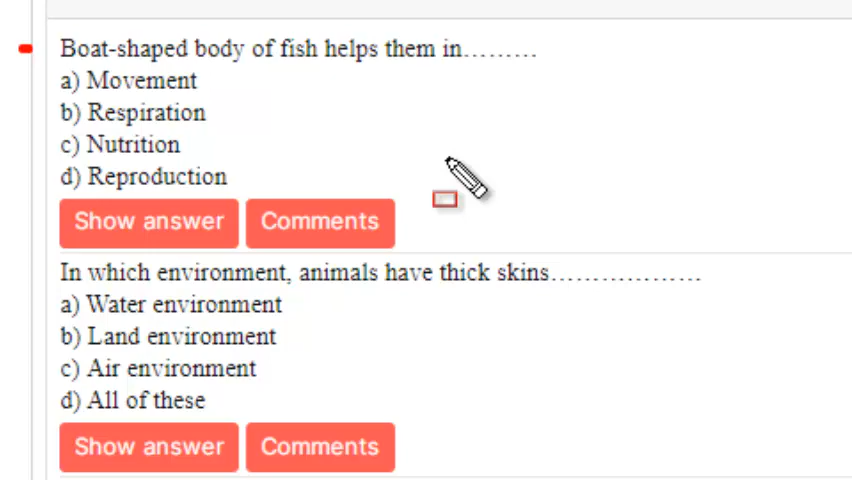 Boat-shaped body of fish helps them in.........
a) Movement
b) Respiration
c) Nutrition
d) Reproduction
Show answer Comments
In which environment, animals have thick skins..................
a) Water environment
b) Land environment
c) Air environment
d) All of these
Show answer Comments